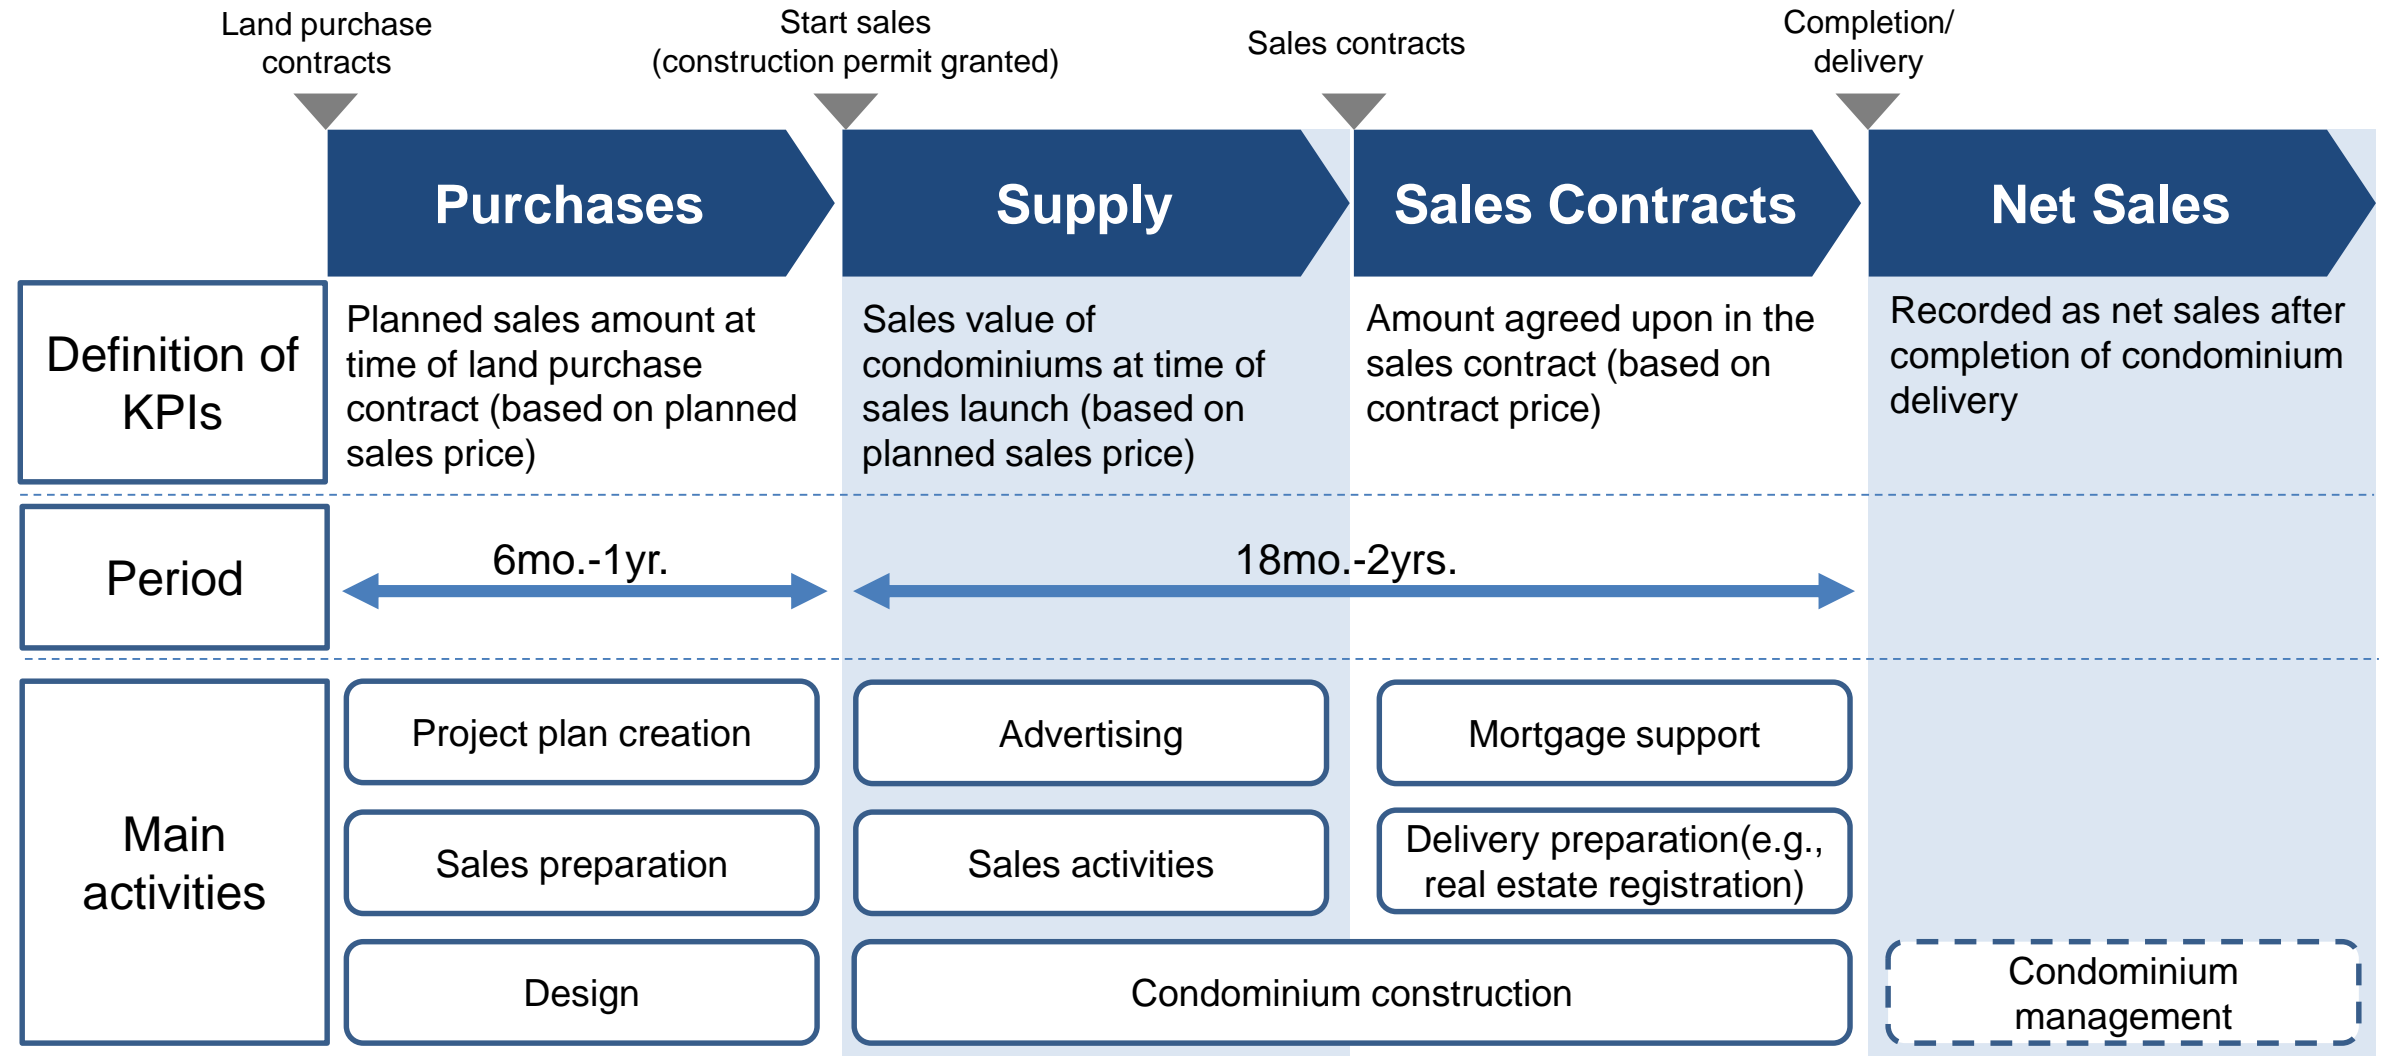 Land purchase
contracts
Start sales
(construction permit granted)
Sales contracts
Completion/
delivery
Purchases
Supply
Sales Contracts
Net Sales
Definition of
KPIs
Planned sales amount at
time of land purchase
contract (based on planned
sales price)
Sales value of
condominiums at time of
sales launch (based on
planned sales price)
Amount agreed upon in the
sales contract (based on
contract price)
Recorded as net sales after
completion of condominium
delivery
Period
6mo.-1yr.
18mo.-2yrs.
Main
activities
Project plan creation
Advertising
Mortgage support
Sales preparation
Sales activities
Delivery preparation(e.g.,
real estate registration)
Design
Condominium construction
Condominium
management